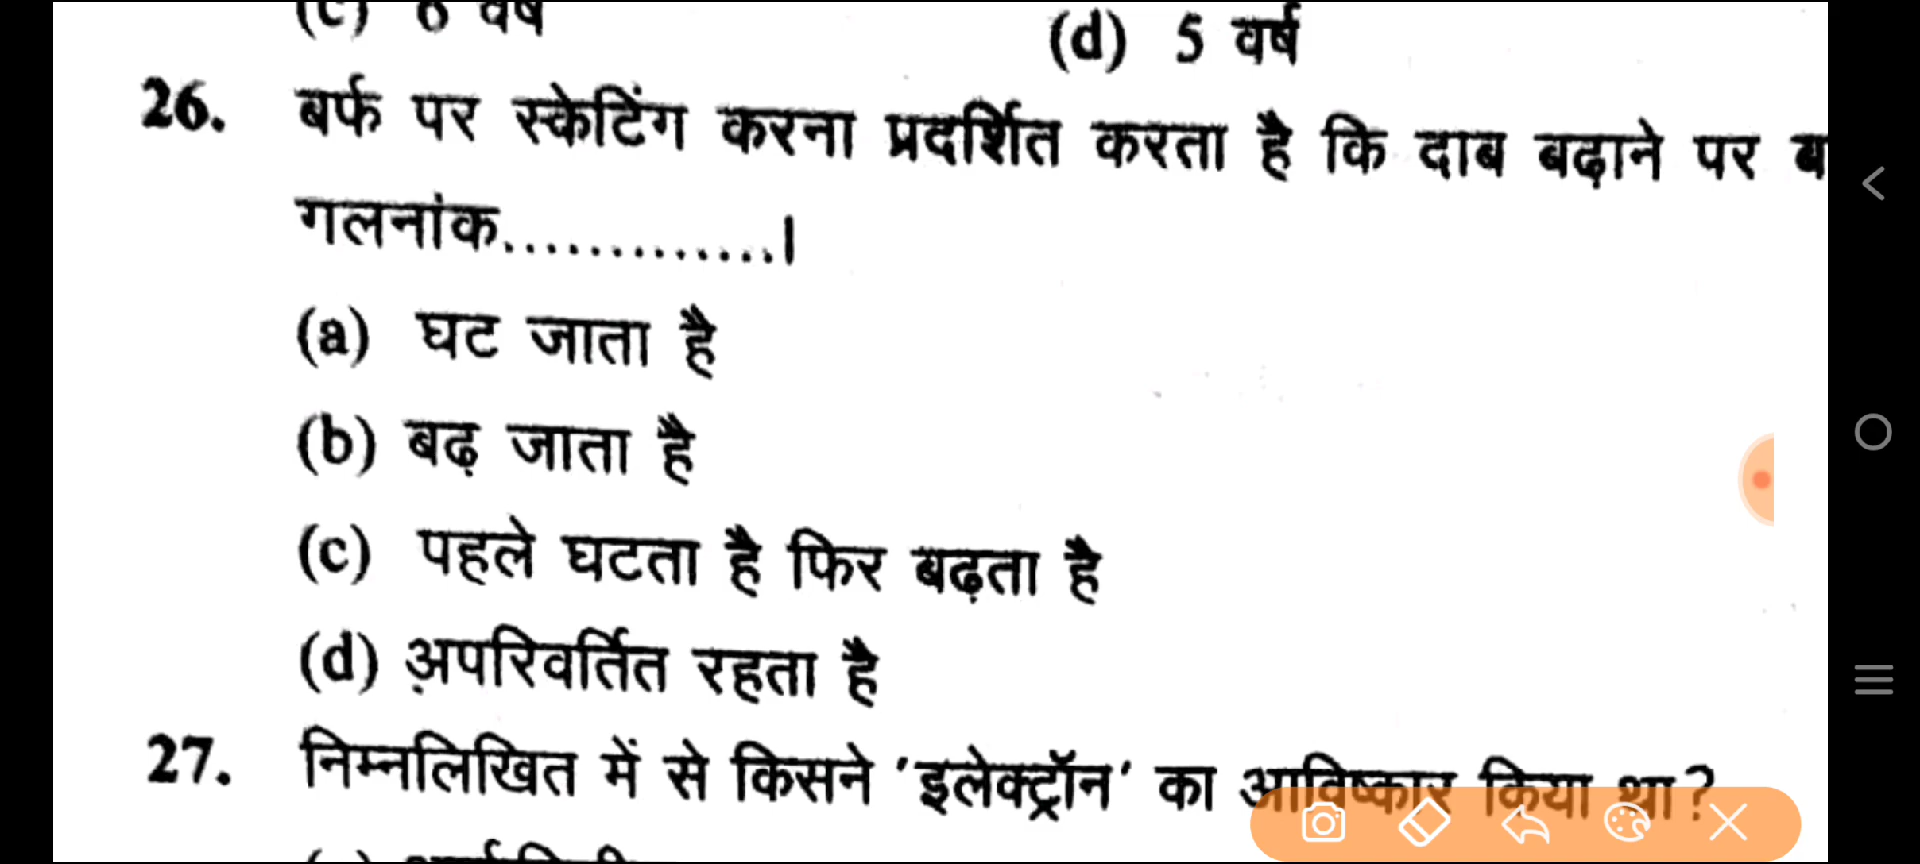 (d) 5 वर्ष
26. बर्फ पर स्केटिंग करना प्रदर्शित करता है कि दाब बढ़ाने पर
गलनांक.............।
(a) घट जाता है
(b) बढ़ जाता है
(c) पहले घटता है फिर बढ़ता है
(d) अपरिवर्तित रहता है
27. निम्नलिखित में से किसने 'इलेक्ट्रॉन' का आविष्कार किया था?